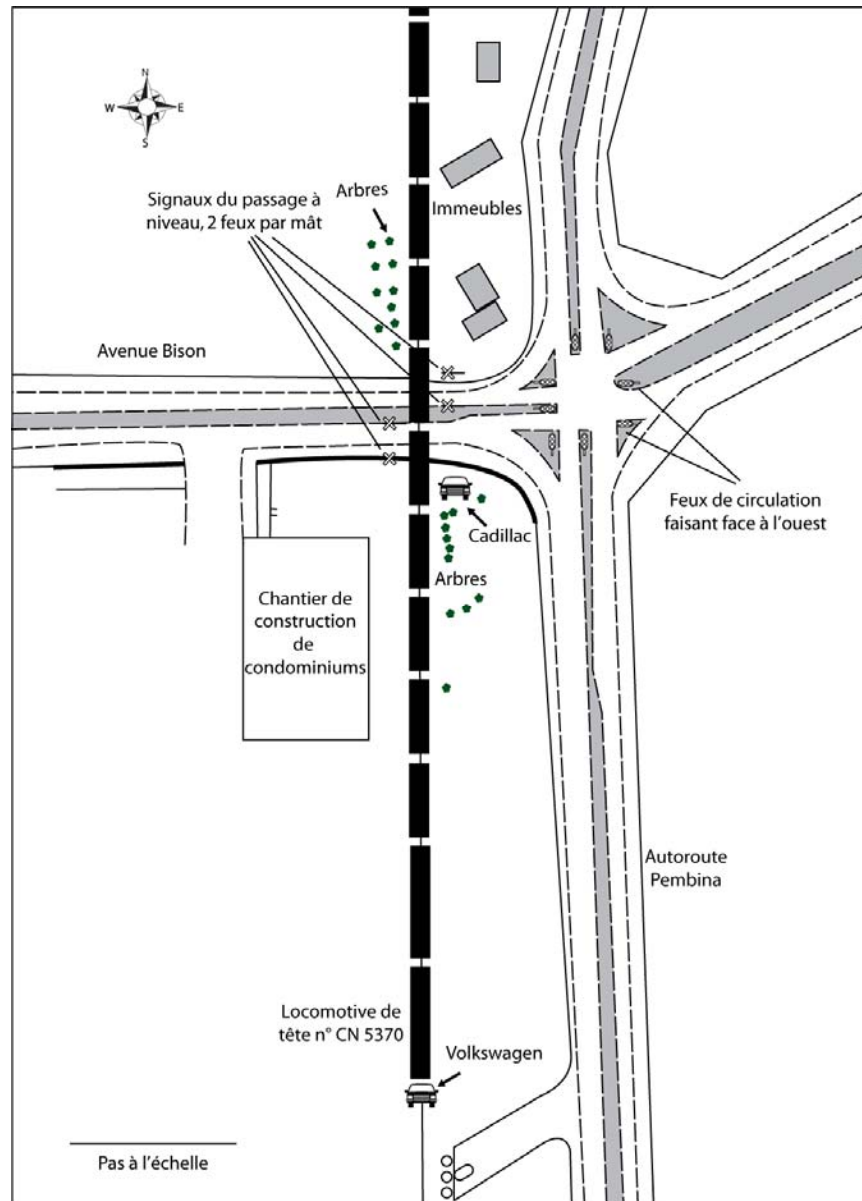 N
W E
S
Arbres
Signaux du passage à
niveau, 2 feux par mât
Immeubles
Avenue Bison
Feux de circulation
faisant face à l'ouest
Cadillac
Arbres
Chantier de
construction
de
condominiums
Autoroute
Pembina
Locomotive de
tête n° CN 5370
Volkswagen
Pas à l'échelle